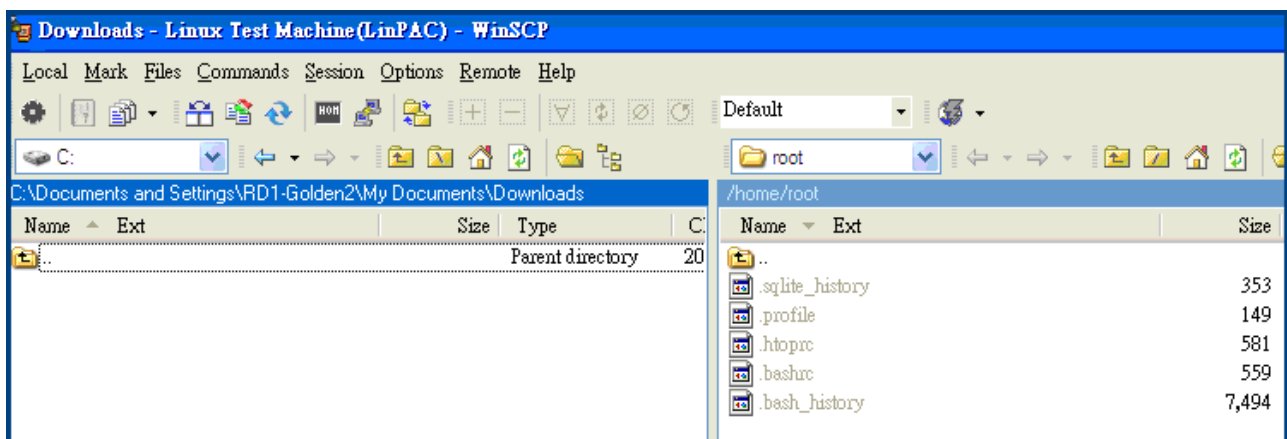 Downloads - Linux Test Machine(LinPAC) - WinSCP
Local Mark Files Commands Session Options Remote Help
Default
C:
root
C:\Documents and Settings\RD1-Golden2\My Documents\Downloads
/home/root
Name Ext Size Type C
Name Ext Size
.. Parent directory 20
..
.sqlite_history 353
.profile 149
.htoprc 581
.bashrc 559
.bash_history 7,494